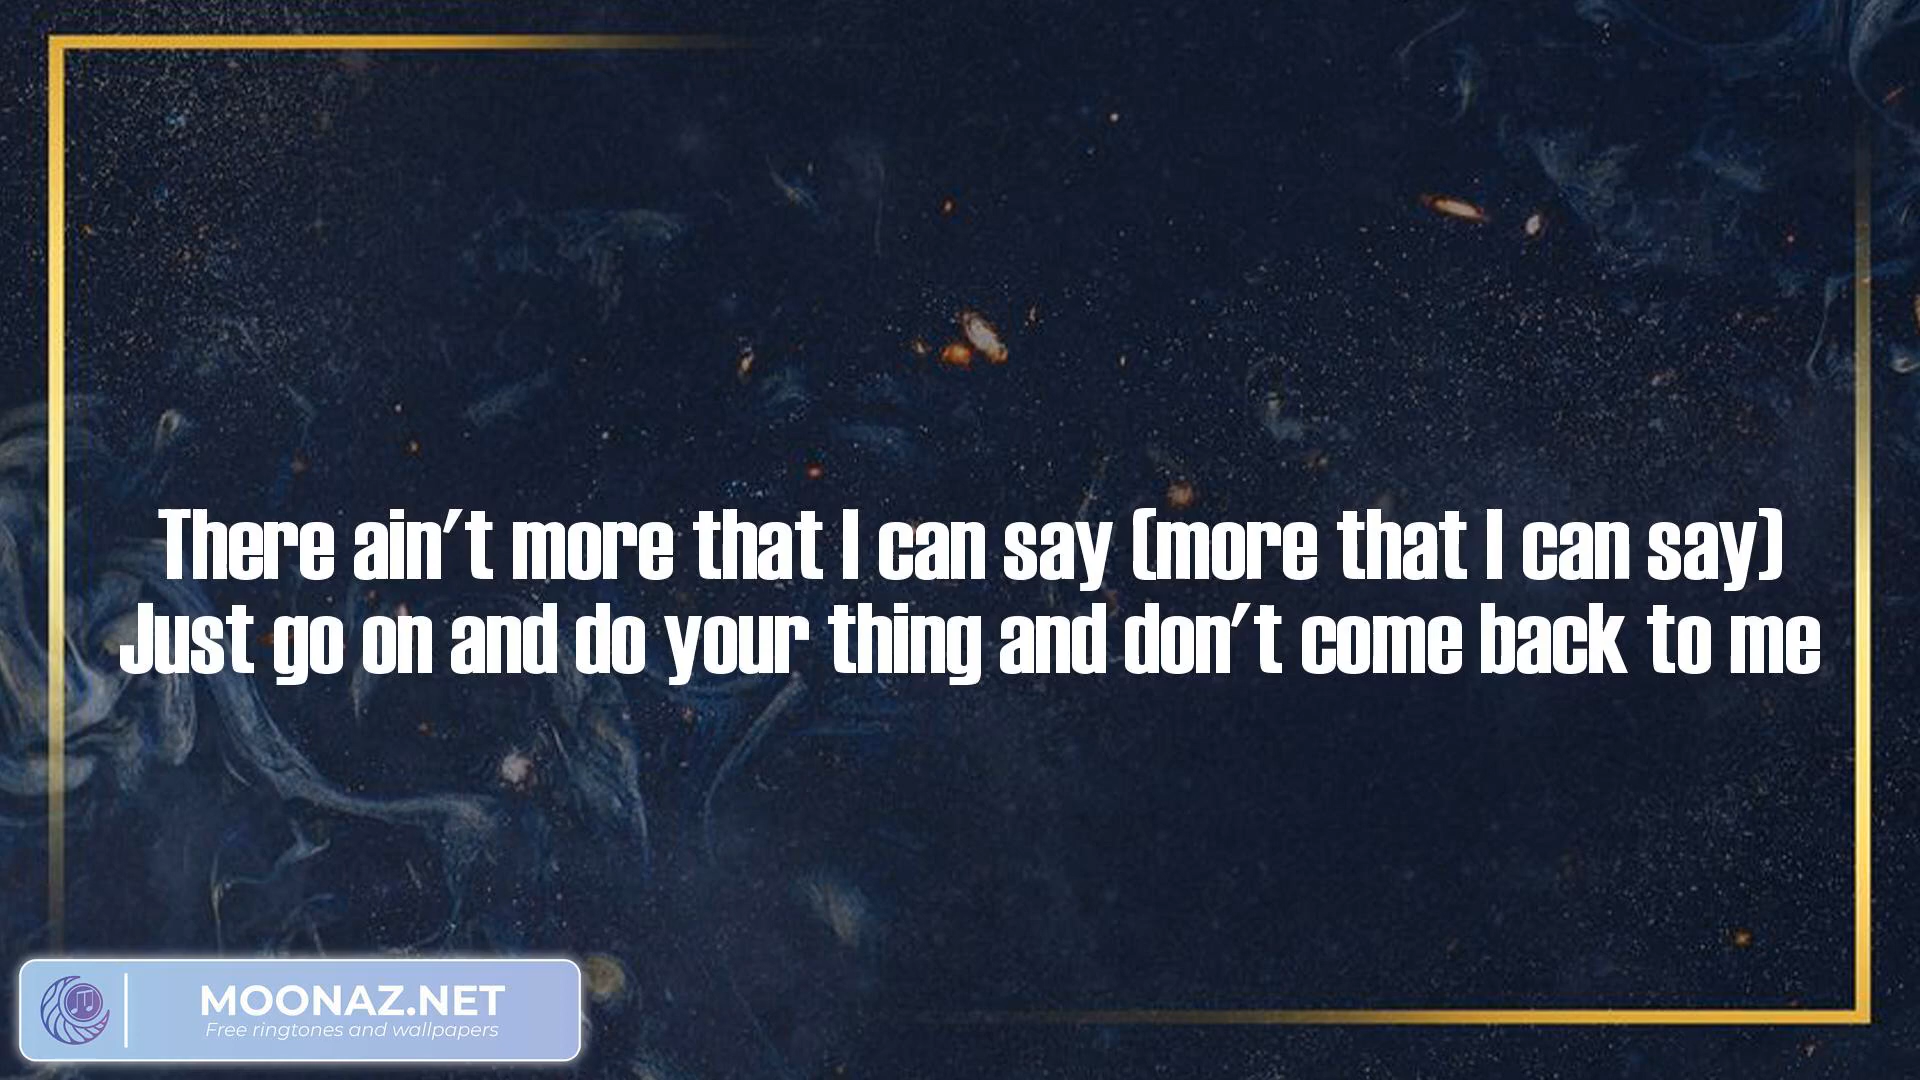 There ain't more that I can say (more that I can say)
Just go on and do your thing and don't come back to me
MOONAZ.NET
Free ringtones and wallpapers